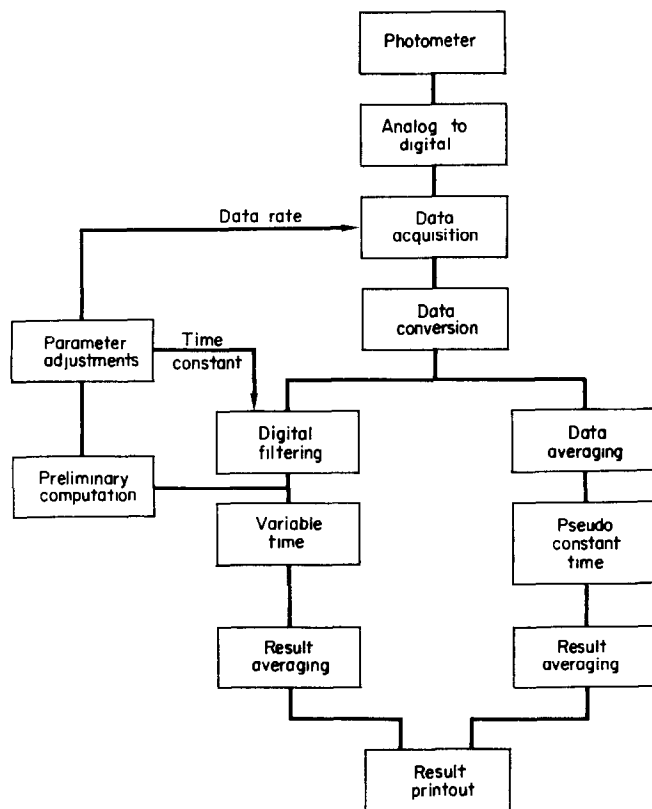 Photometer
Analog to
digital
Data rate
Data
acquisition
Data
conversion
Parameter
adjustments
Time
constant
Digital
filtering
Data
averaging
Preliminary
computation
Variable
time
Pseudo
constant
time
Result
averaging
Result
averaging
Result
printout